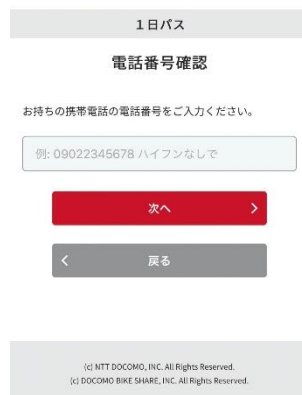 1日パス
電話番号確認
お持ちの携帯電話の電話番号をご入力ください。
例: 09022345678 ハイフンなしで
次へ
戻る
(c) NTT DOCOMO, INC. All Rights Reserved.
(c) DOCOMO BIKE SHARE, INC. All Rights Reserved.